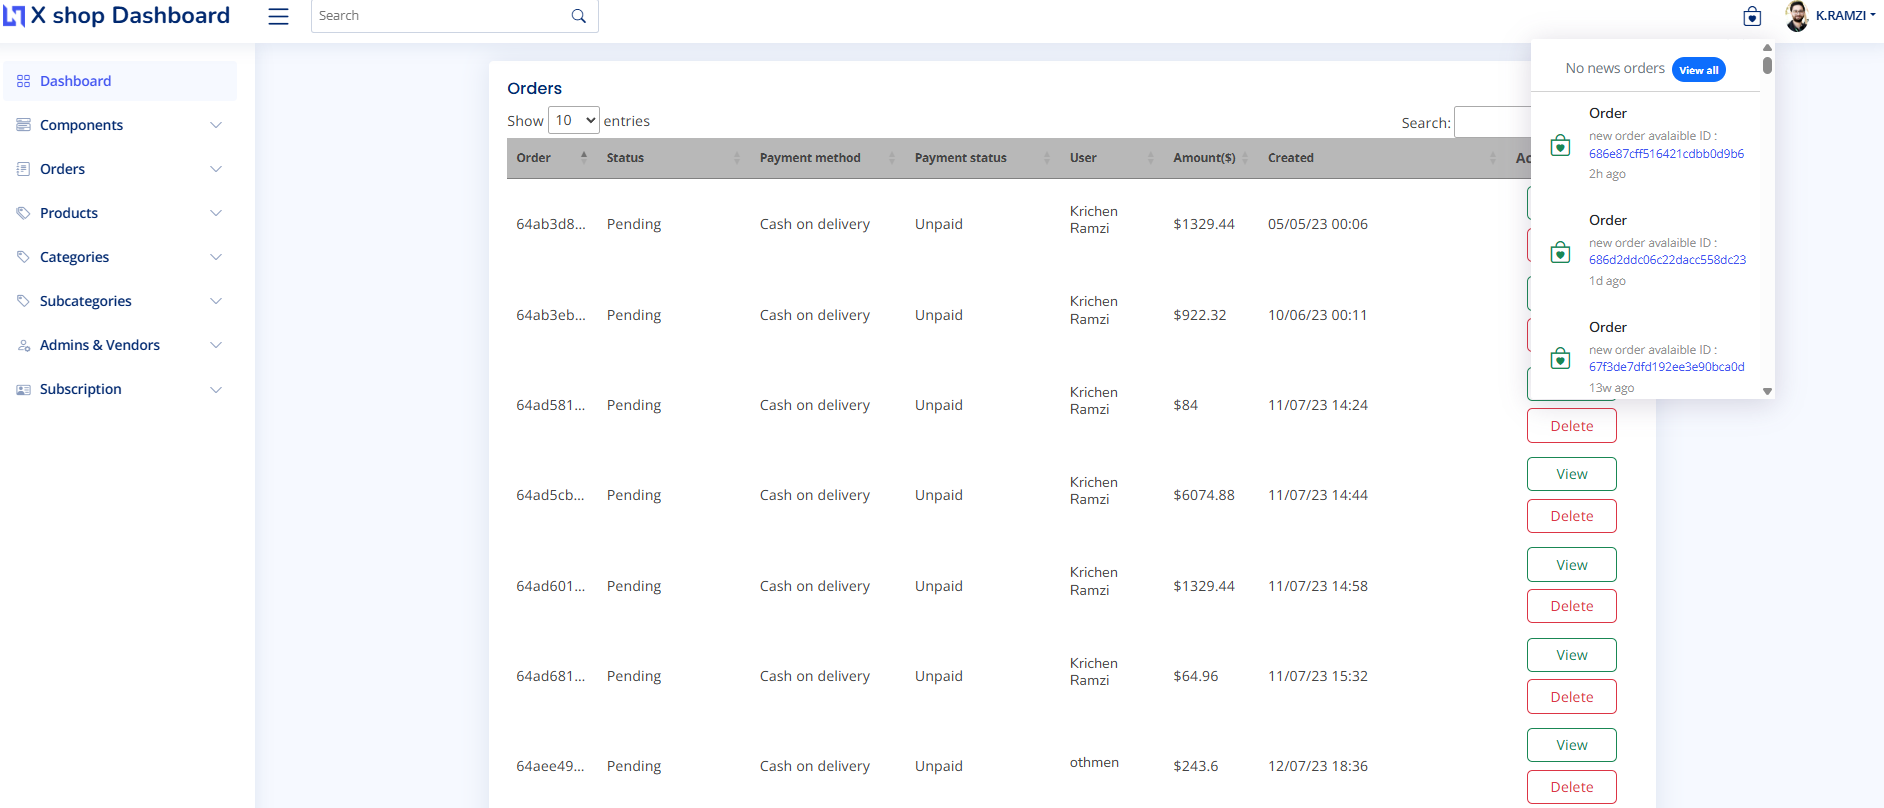 X shop Dashboard
Search
K.RAMZI
Dashboard
Components
Orders
Products
Categories
Subcategories
Admins & Vendors
Subscription
No news orders View all
Order
new order avalaible ID :
686e87cff516421cdbb0d9b6
2h ago
Order
new order avalaible ID :
686d2ddc06c22dacc558dc23
1d ago
Order
new order avalaible ID :
67f3de7dfd192ee3e90bca0d
13w ago
Orders
Show 10 entries
Search:
Order Status Payment method Payment status User Amount($) Created
64ab3d8... Pending Cash on delivery Unpaid Krichen Ramzi $1329.44 05/05/23 00:06
64ab3eb... Pending Cash on delivery Unpaid Krichen Ramzi $922.32 10/06/23 00:11
64ad581... Pending Cash on delivery Unpaid Krichen Ramzi $84 11/07/23 14:24
Delete
64ad5cb... Pending Cash on delivery Unpaid Krichen Ramzi $6074.88 11/07/23 14:44
View
Delete
64ad601... Pending Cash on delivery Unpaid Krichen Ramzi $1329.44 11/07/23 14:58
View
Delete
64ad681... Pending Cash on delivery Unpaid Krichen Ramzi $64.96 11/07/23 15:32
View
Delete
64aee49... Pending Cash on delivery Unpaid othmen $243.6 12/07/23 18:36
View
Delete